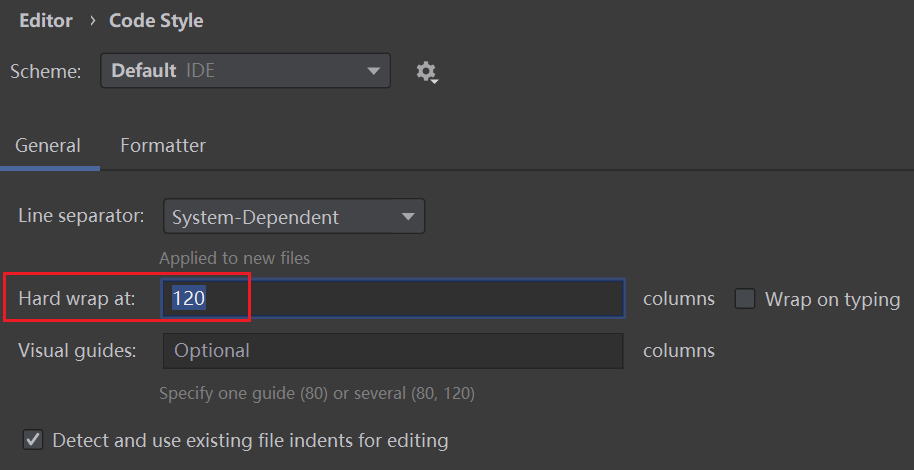 Editor › Code Style
Scheme: Default IDE
General Formatter
Line separator: System-Dependent
Applied to new files
Hard wrap at: 120 columns Wrap on typing
Visual guides: Optional columns
Specify one guide (80) or several (80, 120)
Detect and use existing file indents for editing